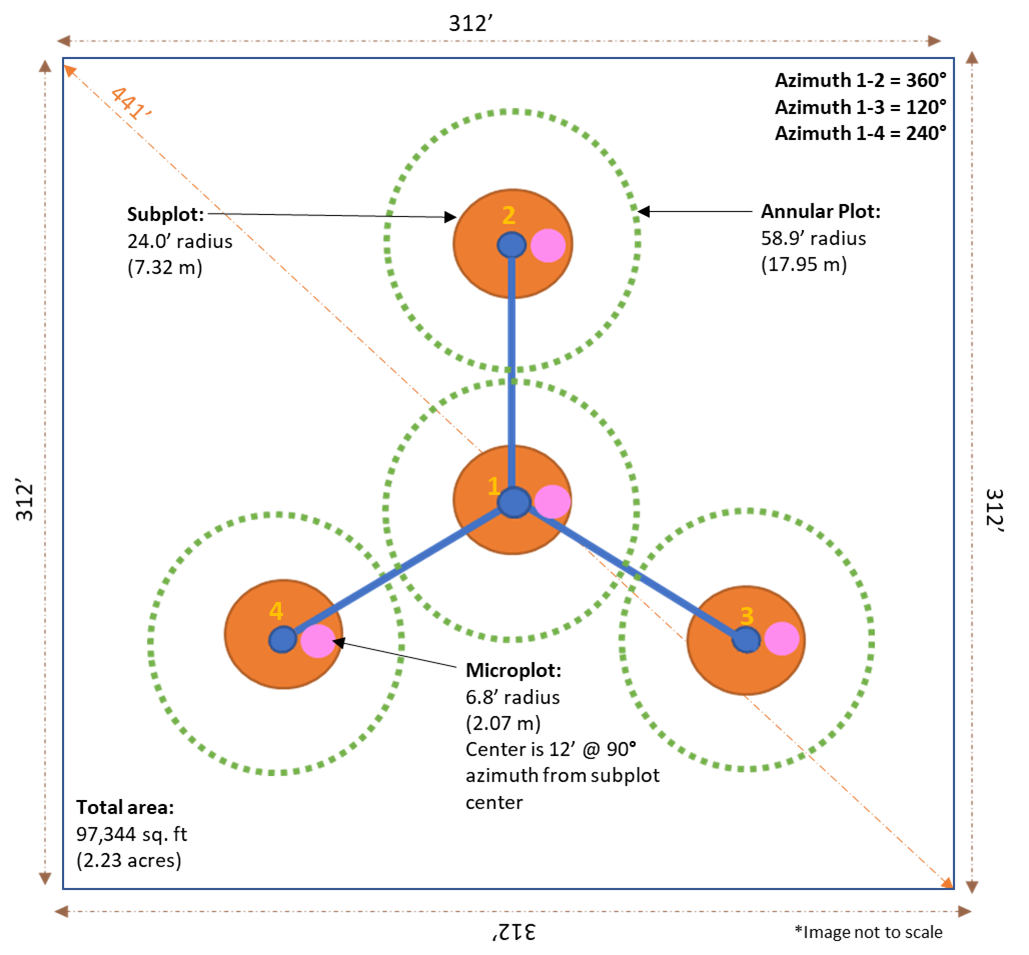 312’
441’
Azimuth 1-2 = 360°
Azimuth 1-3 = 120°
Azimuth 1-4 = 240°
Subplot:
24.0’ radius
(7.32 m)
2
Annular Plot:
58.9’ radius
(17.95 m)
312’
1
312’
4
3
Microplot:
6.8’ radius
(2.07 m)
Center is 12’ @ 90°
azimuth from subplot
center
Total area:
97,344 sq. ft
(2.23 acres)
312’
*Image not to scale